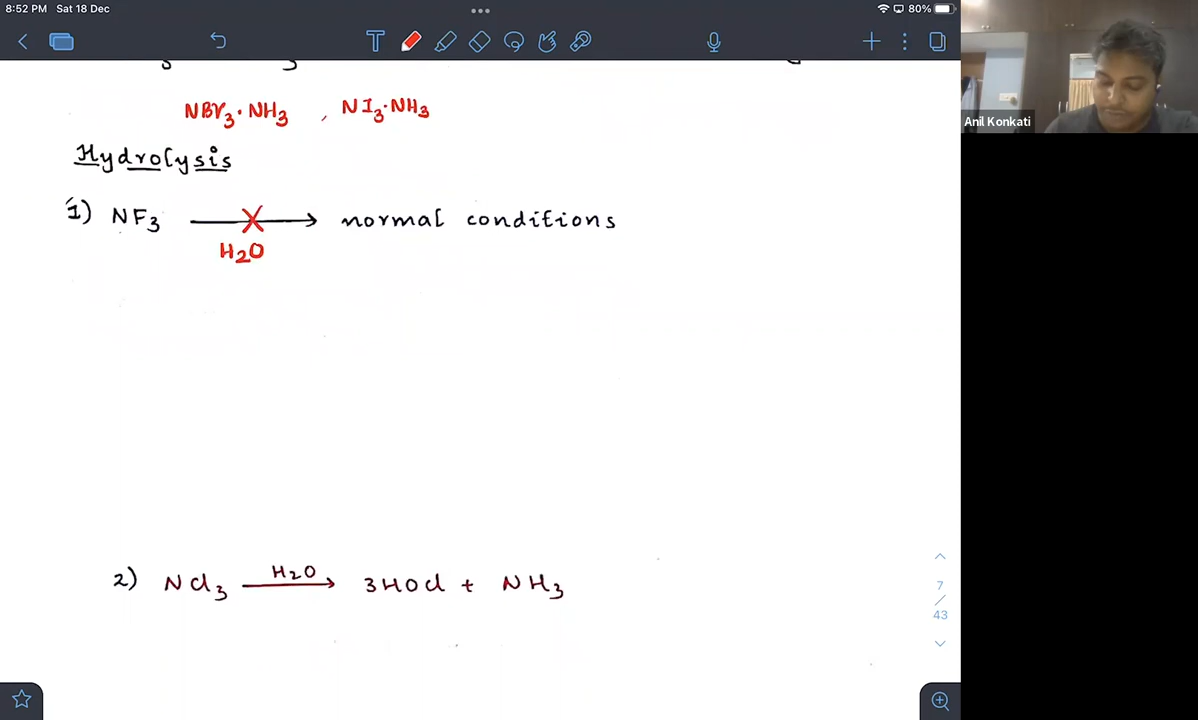 8:52 PM Sat 18 Dec
80%
Anil Konkati
NBr3·NH3 , NI3·NH3
Hydrolysis
1) NF3 ⟶ normal conditions
X
H2O
H2O
2) NCl3 ⟶ 3HOCl + NH3
7
/
43